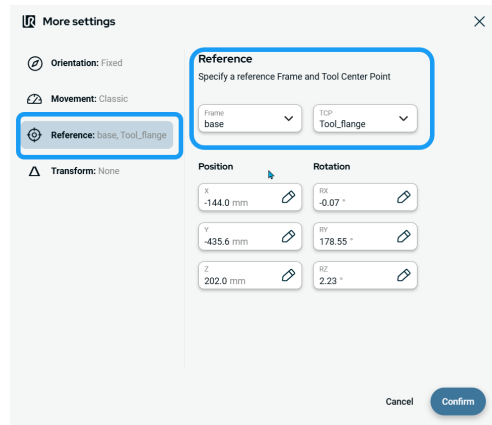 UR More settings
Orientation: Fixed
Movement: Classic
Reference: base, Tool_flange
Transform: None
Reference
Specify a reference Frame and Tool Center Point
Frame
base
TCP
Tool_flange
Position
Rotation
X
-144.0 mm
RX
-0.07 °
Y
-435.6 mm
RY
178.55 °
Z
202.0 mm
RZ
2.23 °
Cancel
Confirm